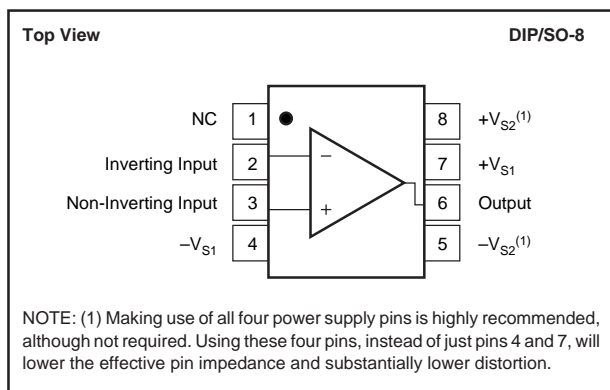 Top View DIP/SO-8
NC 1 8 +VS2(1)
Inverting Input 2 − 7 +VS1
Non-Inverting Input 3 + 6 Output
–VS1 4 5 –VS2(1)
NOTE: (1) Making use of all four power supply pins is highly recommended,
although not required. Using these four pins, instead of just pins 4 and 7, will
lower the effective pin impedance and substantially lower distortion.